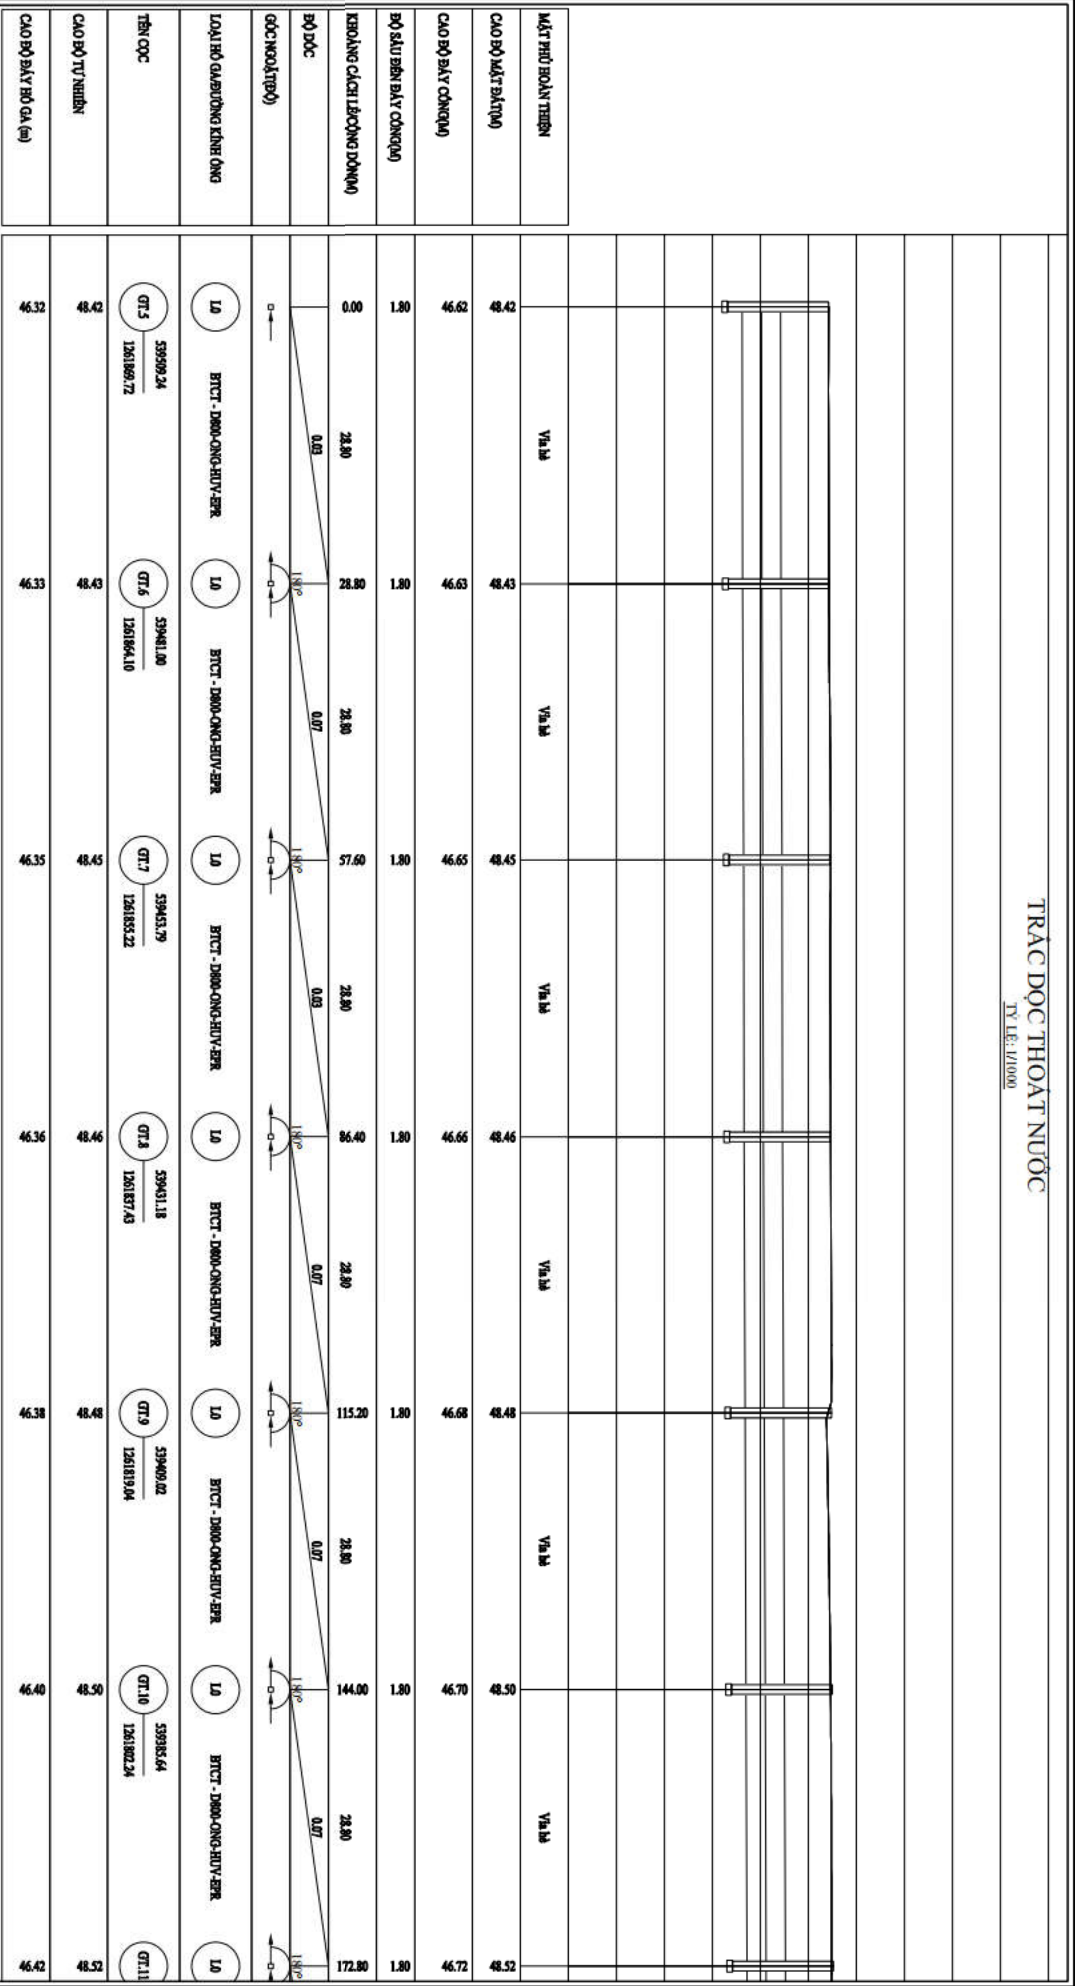 TRẮC DỌC THOÁT NƯỚC
TỶ LỆ: 1/1000
MẶT PHỦ HOÀN THIỆN
Vỉa hè Vỉa hè Vỉa hè Vỉa hè Vỉa hè Vỉa hè
CAO ĐỘ MẶT ĐẤT(M)
48.42 48.43 48.45 48.46 48.48 48.50 48.52
CAO ĐỘ ĐÁY CỐNG(M)
46.62 46.63 46.65 46.66 46.68 46.70 46.72
ĐỘ SÂU ĐẾN ĐÁY CỐNG(M)
1.80 1.80 1.80 1.80 1.80 1.80 1.80
KHOẢNG CÁCH LẺ/CỘNG DỒN(M)
0.00 28.80 28.80 28.80 57.60 28.80 86.40 28.80 115.20 28.80 144.00 28.80 172.80
ĐỘ DỐC
0.03 0.07 0.03 0.07 0.07 0.07
GÓC NGOẶT(ĐỘ)
180° 180° 180° 180° 180° 180°
LOẠI HỐ GA/ĐƯỜNG KÍNH ỐNG
L0 BTCT - D800-ONG-HUV-EPR L0 BTCT - D800-ONG-HUV-EPR L0 BTCT - D800-ONG-HUV-EPR L0 BTCT - D800-ONG-HUV-EPR L0 BTCT - D800-ONG-HUV-EPR L0 BTCT - D800-ONG-HUV-EPR L0
TÊN CỌC
GT.5 539509.24
1261869.72
GT.6 539481.00
1261864.10
GT.7 539453.79
1261855.22
GT.8 539431.18
1261837.43
GT.9 539409.02
1261819.04
GT.10 539385.64
1261802.24
GT.11
CAO ĐỘ TỰ NHIÊN
48.42 48.43 48.45 48.46 48.48 48.50 48.52
CAO ĐỘ ĐÁY HỐ GA (m)
46.32 46.33 46.35 46.36 46.38 46.40 46.42